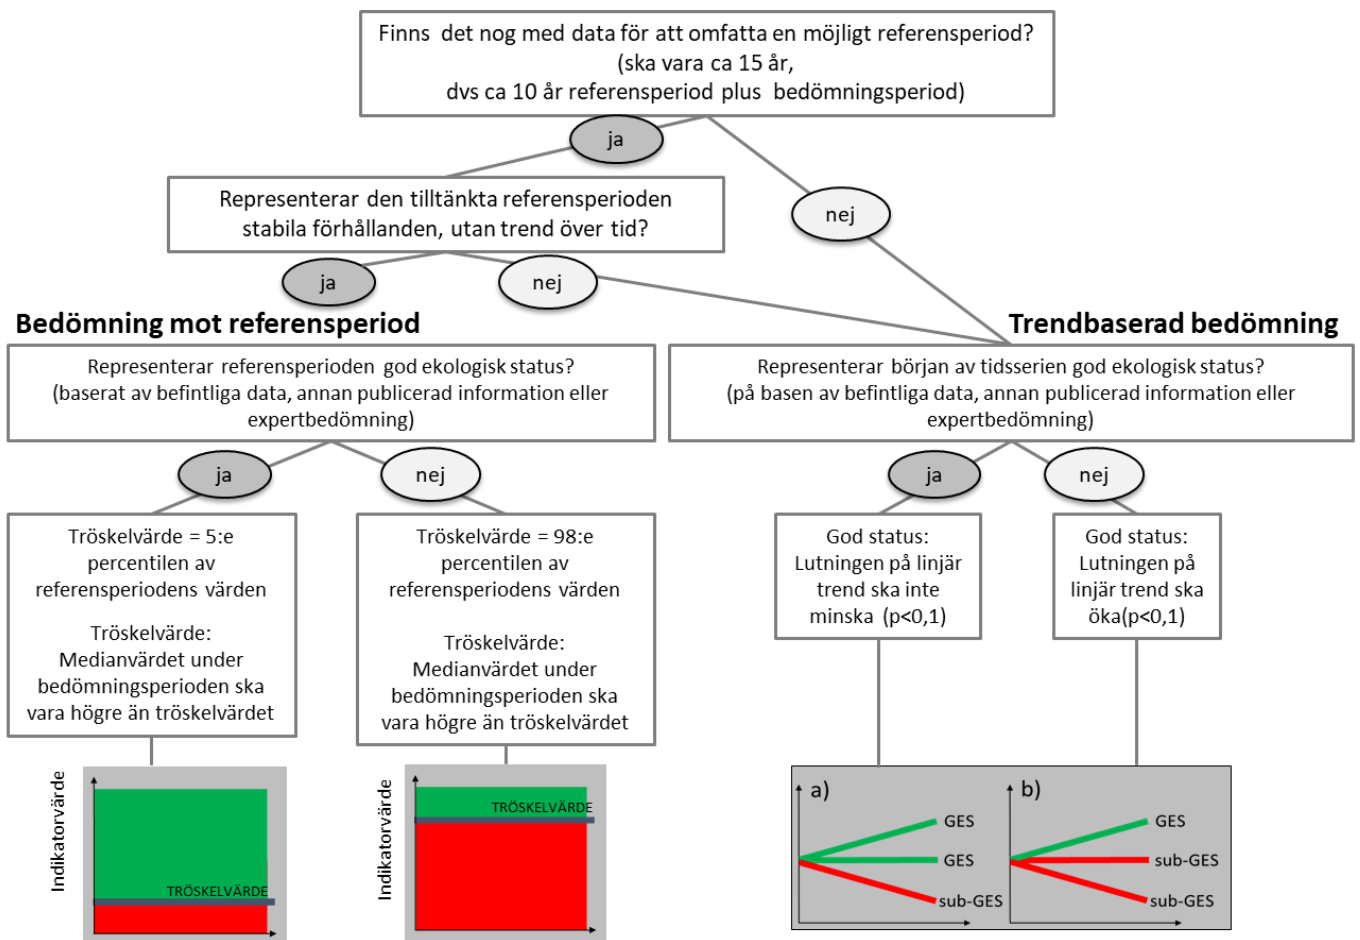 Finns det nog med data för att omfatta en möjligt referensperiod?
(ska vara ca 15 år,
dvs ca 10 år referensperiod plus bedömningsperiod)
ja
nej
Representerar den tilltänkta referensperioden
stabila förhållanden, utan trend över tid?
ja
nej
Bedömning mot referensperiod
Trendbaserad bedömning
Representerar referensperioden god ekologisk status?
(baserat av befintliga data, annan publicerad information eller
expertbedömning)
Representerar början av tidsserien god ekologisk status?
(på basen av befintliga data, annan publicerad information eller
expertbedömning)
ja
nej
ja
nej
Tröskelvärde = 5:e
percentilen av
referensperiodens värden
Tröskelvärde:
Medianvärdet under
bedömningsperioden ska
vara högre än tröskelvärdet
Tröskelvärde = 98:e
percentilen av
referensperiodens värden
Tröskelvärde:
Medianvärdet under
bedömningsperioden ska
vara högre än tröskelvärdet
God status:
Lutningen på linjär
trend ska inte
minska (p<0,1)
God status:
Lutningen på
linjär trend ska
öka(p<0,1)
Indikatorvärde
TRÖSKELVÄRDE
Indikatorvärde
TRÖSKELVÄRDE
a)
GES
GES
sub-GES
b)
GES
sub-GES
sub-GES